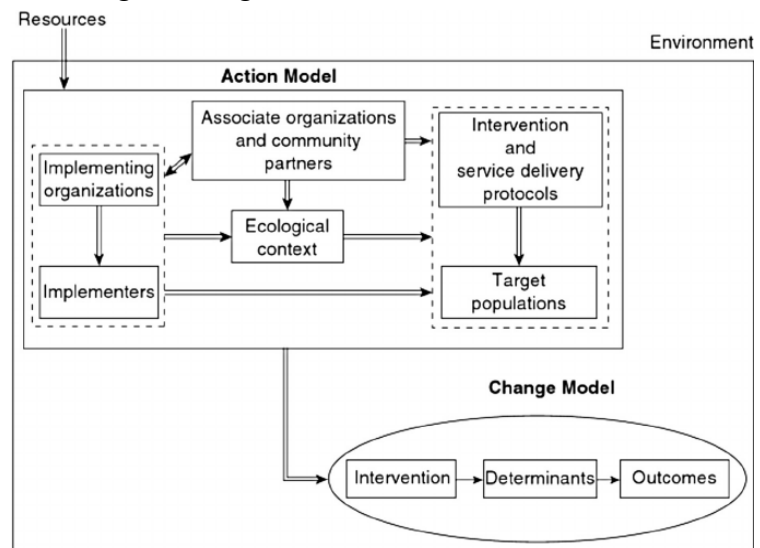 Resources
Environment
Action Model
Associate organizations
and community
partners
Intervention
and
service delivery
protocols
Implementing
organizations
Ecological
context
Implementers
Target
populations
Change Model
Intervention
Determinants
Outcomes